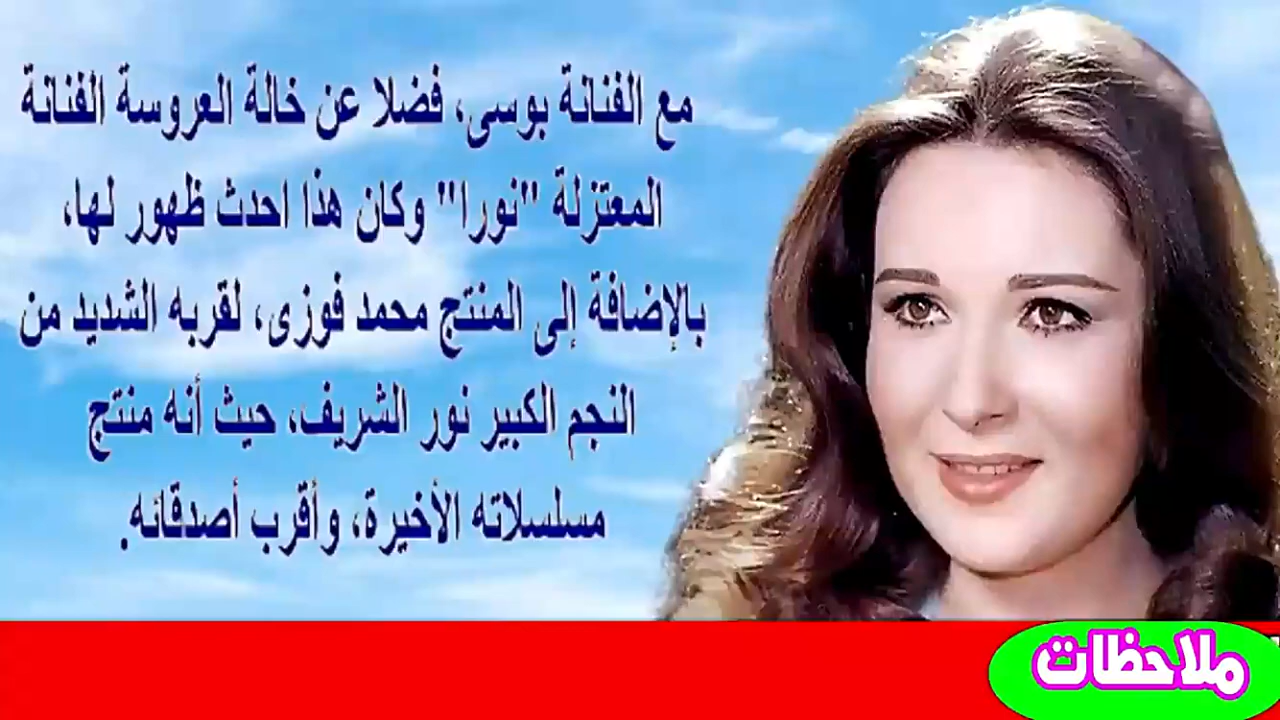 مع الفنانة بوسى، فضلا عن خالة العروسة الفنانة
المعتزلة "نورا" وكان هذا احدث ظهور لها،
بالإضافة إلى المنتج محمد فوزى، لقربه الشديد من
النجم الكبير نور الشريف، حيث أنه منتج
مسلسلاته الأخيرة، وأقرب أصدقائه.
ملاحظات